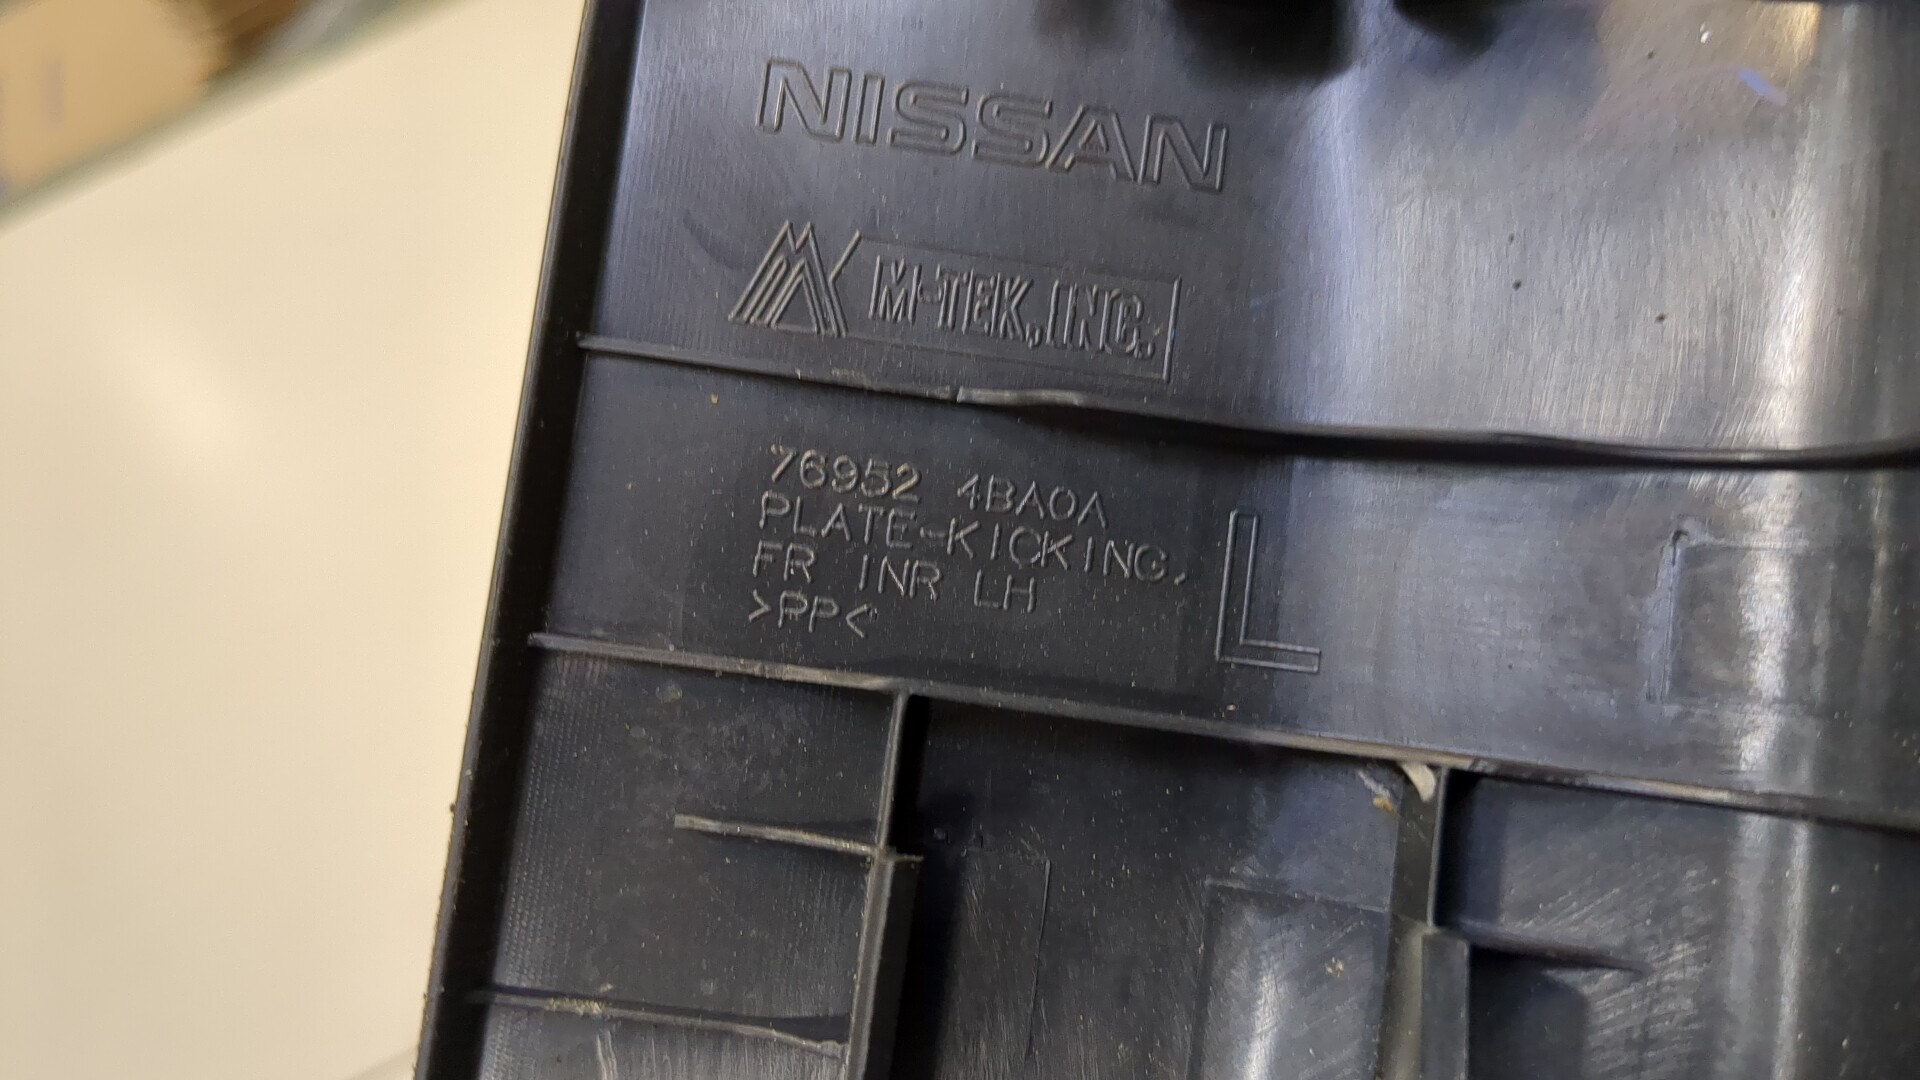 NISSAN
M-TEK, INC.
76952 4BA0A
PLATE-KICKING,
FR INR LH
>PP<
L